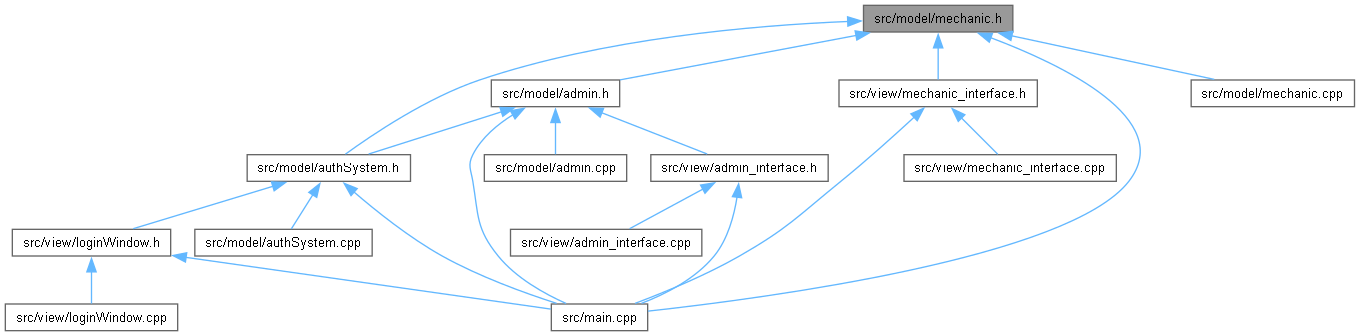 src/model/mechanic.h
src/model/admin.h
src/view/mechanic_interface.h
src/model/mechanic.cpp
src/model/authSystem.h
src/model/admin.cpp
src/view/admin_interface.h
src/view/mechanic_interface.cpp
src/view/loginWindow.h
src/model/authSystem.cpp
src/view/admin_interface.cpp
src/view/loginWindow.cpp
src/main.cpp